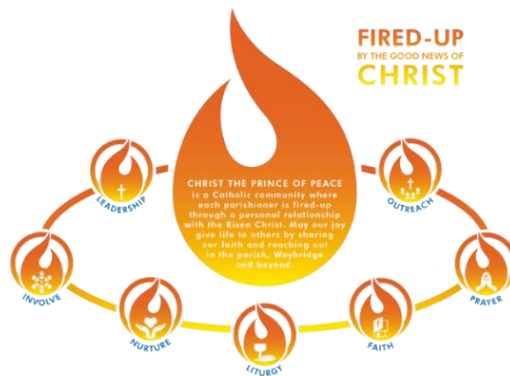 FIRED-UP
BY THE GOOD NEWS OF
CHRIST
CHRIST THE PRINCE OF PEACE
is a Catholic community where
each parishioner is fired-up
through a personal relationship
with the Risen Christ. May our joy
give life to others by sharing
our faith and reaching out
in the parish, Weybridge
and beyond.
LEADERSHIP
OUTREACH
INVOLVE
PRAYER
NURTURE
FAITH
LITURGY